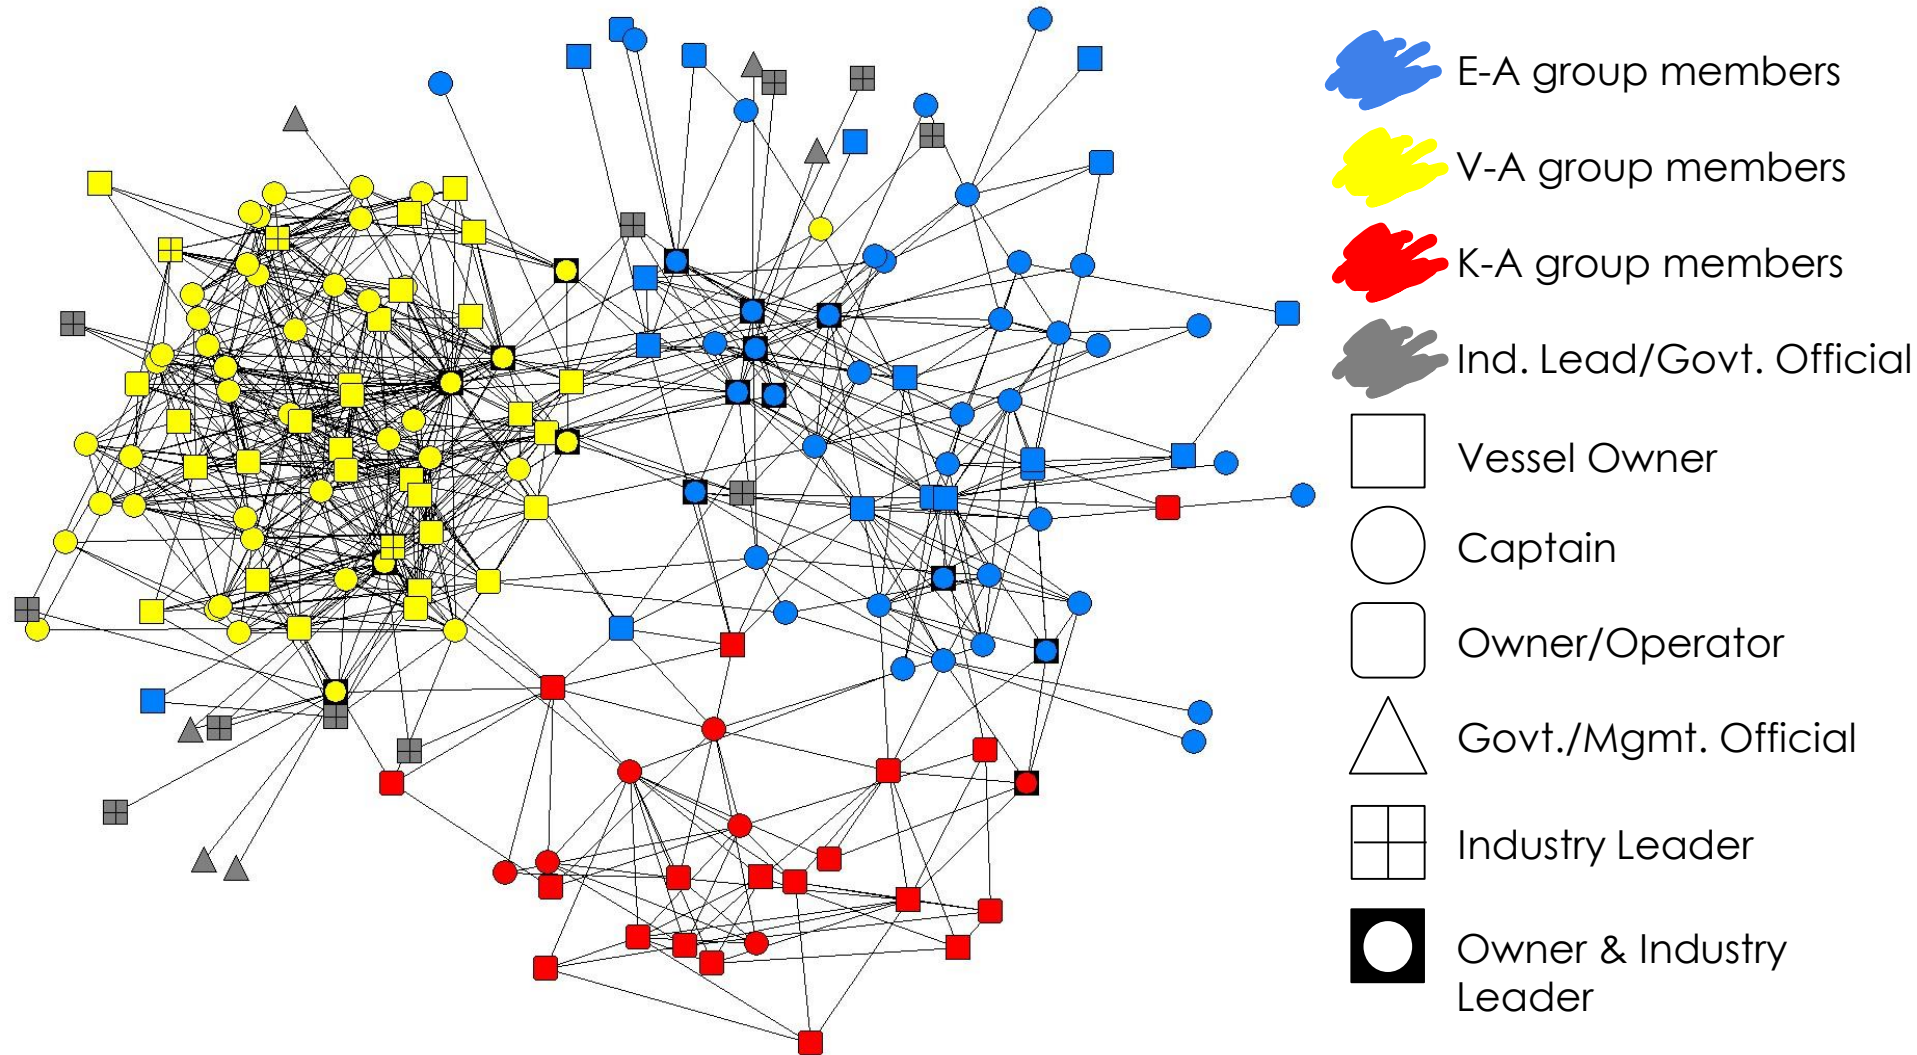 E-A group members
V-A group members
K-A group members
Ind. Lead/Govt. Official
Vessel Owner
Captain
Owner/Operator
Govt./Mgmt. Official
Industry Leader
Owner & Industry
Leader